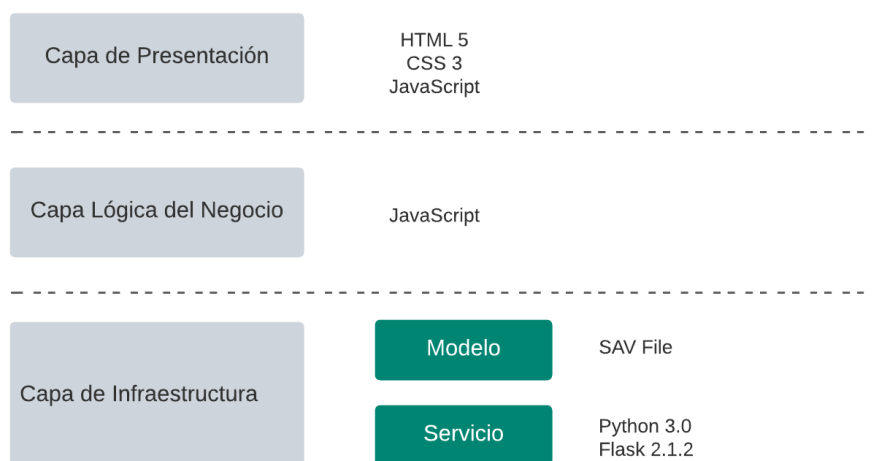 Capa de Presentación
HTML 5
CSS 3
JavaScript
Capa Lógica del Negocio
JavaScript
Capa de Infraestructura
Modelo
SAV File
Servicio
Python 3.0
Flask 2.1.2